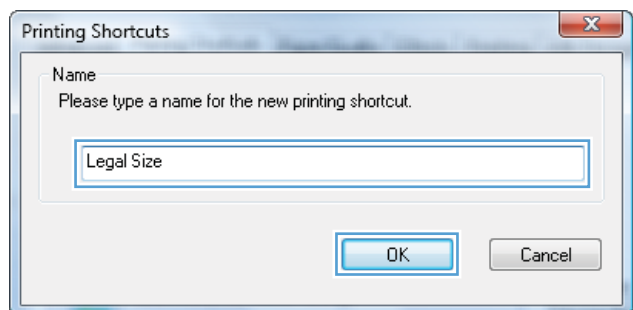 Printing Shortcuts
Name
Please type a name for the new printing shortcut.
Legal Size
OK
Cancel